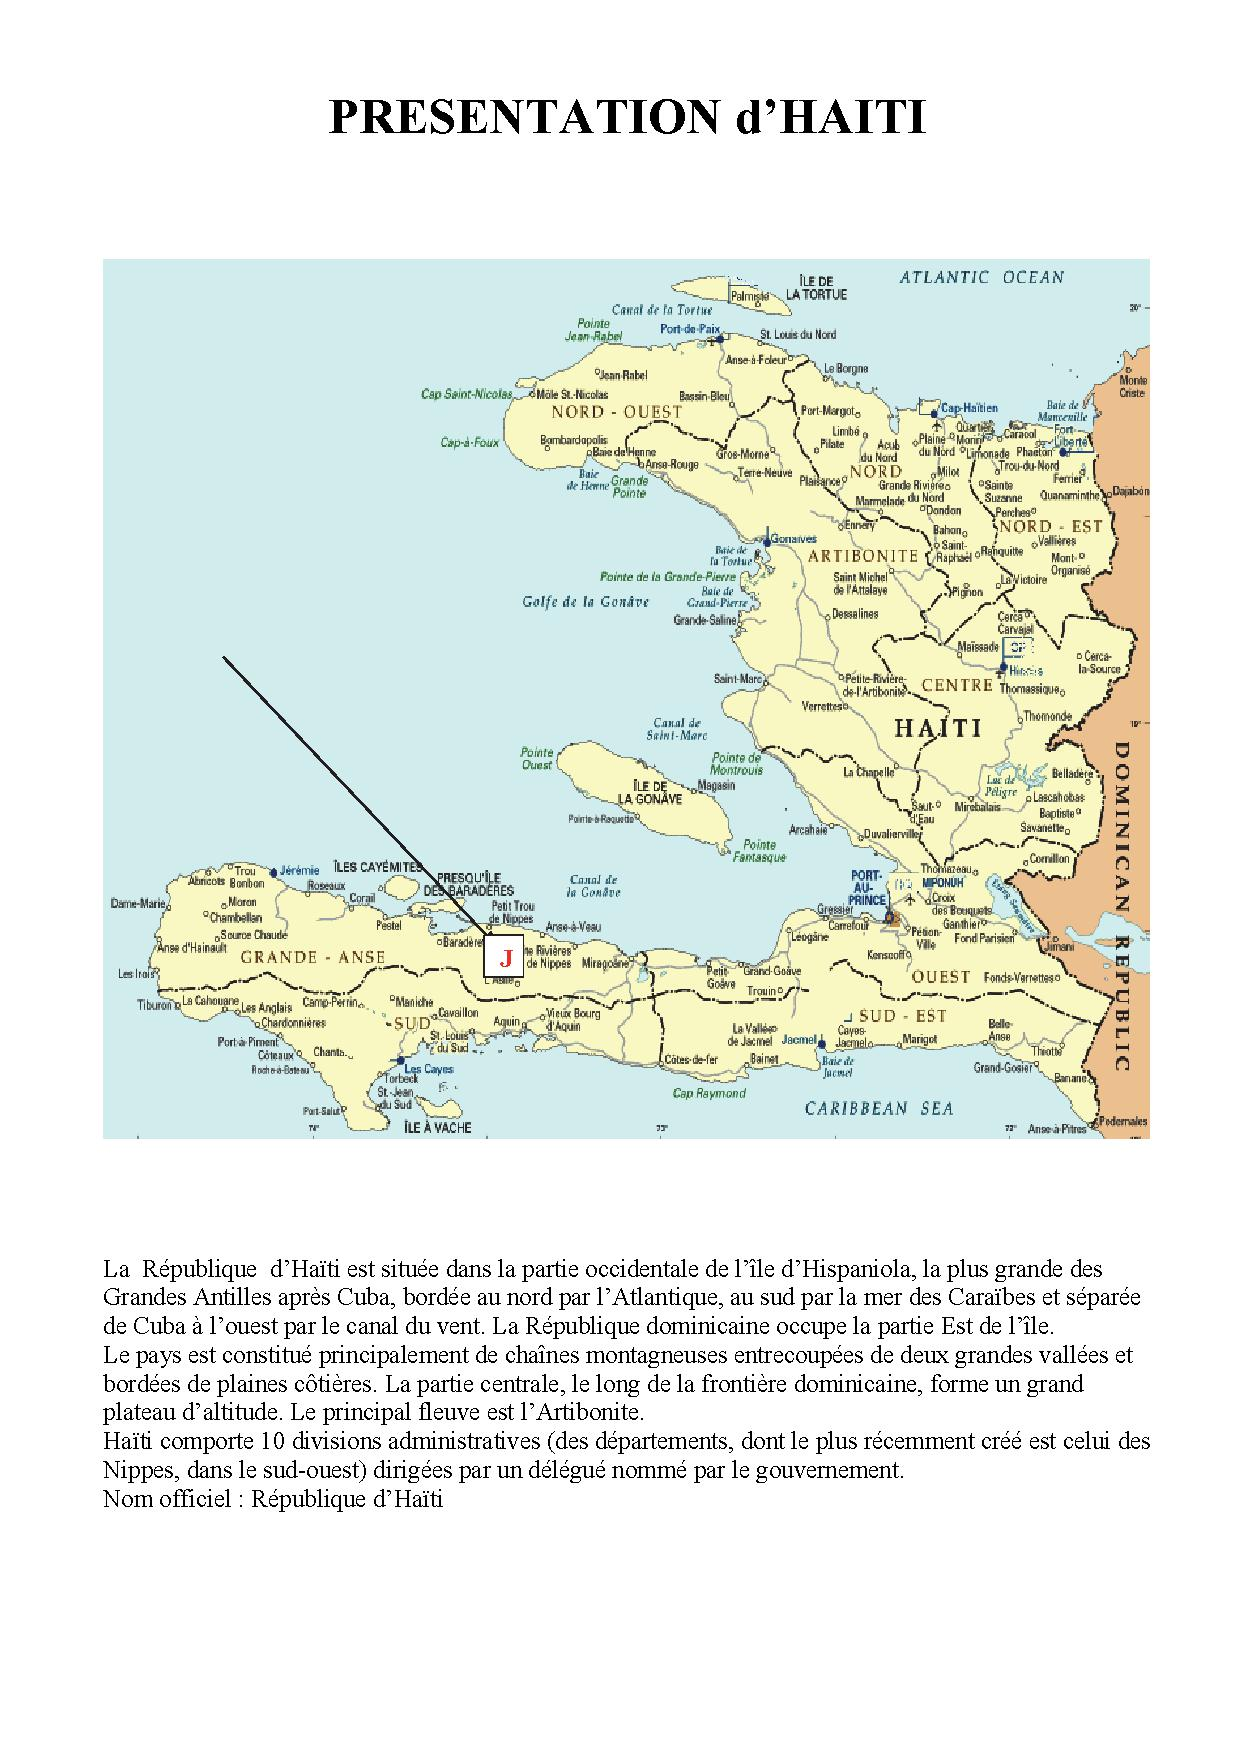 PRESENTATION d’HAITI
ATLANTIC OCEAN
ÎLE DE
LA TORTUE
Palmiste
Canal de la Tortue
20°
Pointe
Jean-Rabel
Port-de-Paix
St. Louis du Nord
Anse-à-Foleur
Le Borgne
Jean-Rabel
Monte
Criste
Cap Saint-Nicolas
Môle St.-Nicolas
Bassin-Bleu
NORD - OUEST
Port-Margot
Cap-Haïtien
Baie de
Mancenille
Fort-
Liberté
Cap-à-Foux
Bombardopolis
Limbé
Pilate
Acub
du Nord
Plaine
du Nord
Quartier
Morin
Limonade
Caracol
Phaeton
Baie de Henne
Anse-Rouge
Gros-Morne
Terre-Neuve
Trou-du-Nord
Baie
de Henne
Grande
Pointe
Plaisance
NORD
Milot
Ferrier
Grande Rivière
du Nord
Sainte
Suzanne
Ouanaminthe
Dajabón
Marmelade
Dondon
Perches
Ennery
Bahon
NORD - EST
Gonaïves
Vallières
Baie de
la Tortue
ARTIBONITE
Saint-
Raphaël
Ranquitte
Mont-
Organisé
Pointe de la Grande-Pierre
Saint Michel
de l'Attalaye
La Victoire
Baie de
Grand-Pierre
Pignon
Golfe de la Gonâve
Grande-Saline
Dessalines
Cerca
Carvajal
Maïssade
CP
Hinche
Cerca-
la-Source
Saint-Marc
Petite-Rivière-
de-l'Artibonite
CENTRE
Thomassique
Verrettes
Thomonde
Canal de
Saint-Marc
HAÏTI
19°
Pointe
Ouest
Pointe de
Montrouis
La Chapelle
Lac de
Péligre
Belladère
ÎLE DE
LA GONÂVE
Magasin
Lascahobas
Saut-
d'Eau
Mirebalais
Baptiste
Pointe-à-Raquette
Savanette
Arcahaie
Duvalierville
DOMINICAN REPUBLIC
Pointe
Fantasque
Cornillon
Thomazeau
ÎLES CAYÉMITES
Trou
Bonbon
Abricots
Jérémie
Roseaux
PRESQU'ÎLE
DES BARADÈRES
Canal de
la Gonâve
PORT-
AU-
PRINCE
MIPONUH
Croix
des Bouquets
Dame-Marie
Moron
Chambellan
Corail
Pestel
Petit Trou
de Nippes
Anse-à-Veau
Gressier
Carrefour
Ganthier
Source Chaude
Léogâne
Pétion-
Ville
Fond Parisien
Jimani
Anse d'Hainault
Baradère
J
te Rivières
de Nippes
Miragoâne
Kenscoff
GRANDE - ANSE
Les Irois
L'Asile
Petit
Goâve
Grand-Goâve
OUEST
Fonds-Verrettes
Trouin
Tiburon
La Cahouane
Les Anglais
Camp-Perrin
Maniche
Cavaillon
Aquin
Vieux Bourg
d'Aquin
SUD - EST
Chardonnières
SUD
St. Louis
du Sud
La Vallée
de Jacmel
Jacmel
Cayes-
Jacmel
Marigot
Belle-
Anse
Port-à-Piment
Côteaux
Chanta.
Thiotte
Roche-à-Bateau
Les Cayes
Côtes-de-fer
Bainet
Baie de
Jacmel
Grand-Gosier
Torbeck
Banane
St.-Jean
du Sud
Cap Raymond
Port-Salut
CARIBBEAN SEA
ÎLE À VACHE
74°
73°
72°
Anse-à-Pitres
Pedernales
La République d’Haïti est située dans la partie occidentale de l’île d’Hispaniola, la plus grande des
Grandes Antilles après Cuba, bordée au nord par l’Atlantique, au sud par la mer des Caraïbes et séparée
de Cuba à l’ouest par le canal du vent. La République dominicaine occupe la partie Est de l’île.
Le pays est constitué principalement de chaînes montagneuses entrecoupées de deux grandes vallées et
bordées de plaines côtières. La partie centrale, le long de la frontière dominicaine, forme un grand
plateau d’altitude. Le principal fleuve est l’Artibonite.
Haïti comporte 10 divisions administratives (des départements, dont le plus récemment créé est celui des
Nippes, dans le sud-ouest) dirigées par un délégué nommé par le gouvernement.
Nom officiel : République d’Haïti